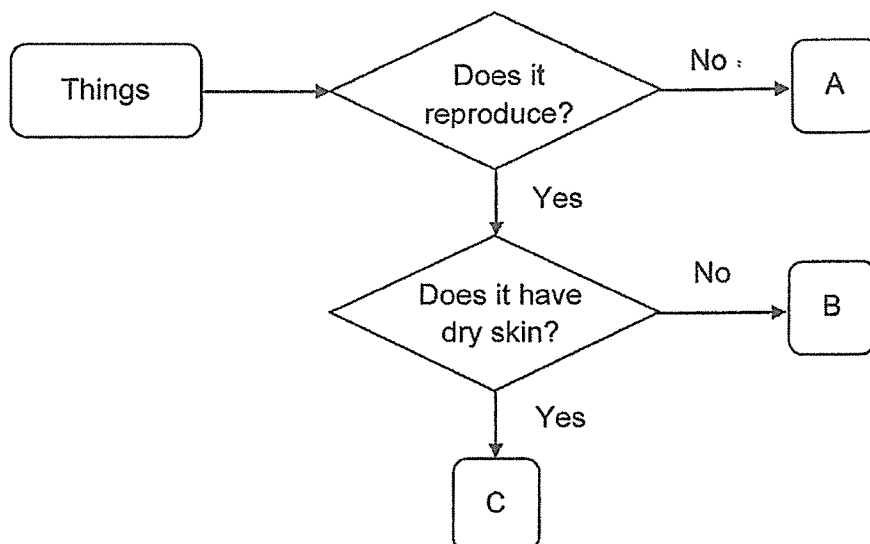 Things
Does it
reproduce?
No
A
Yes
Does it have
dry skin?
No
B
Yes
C